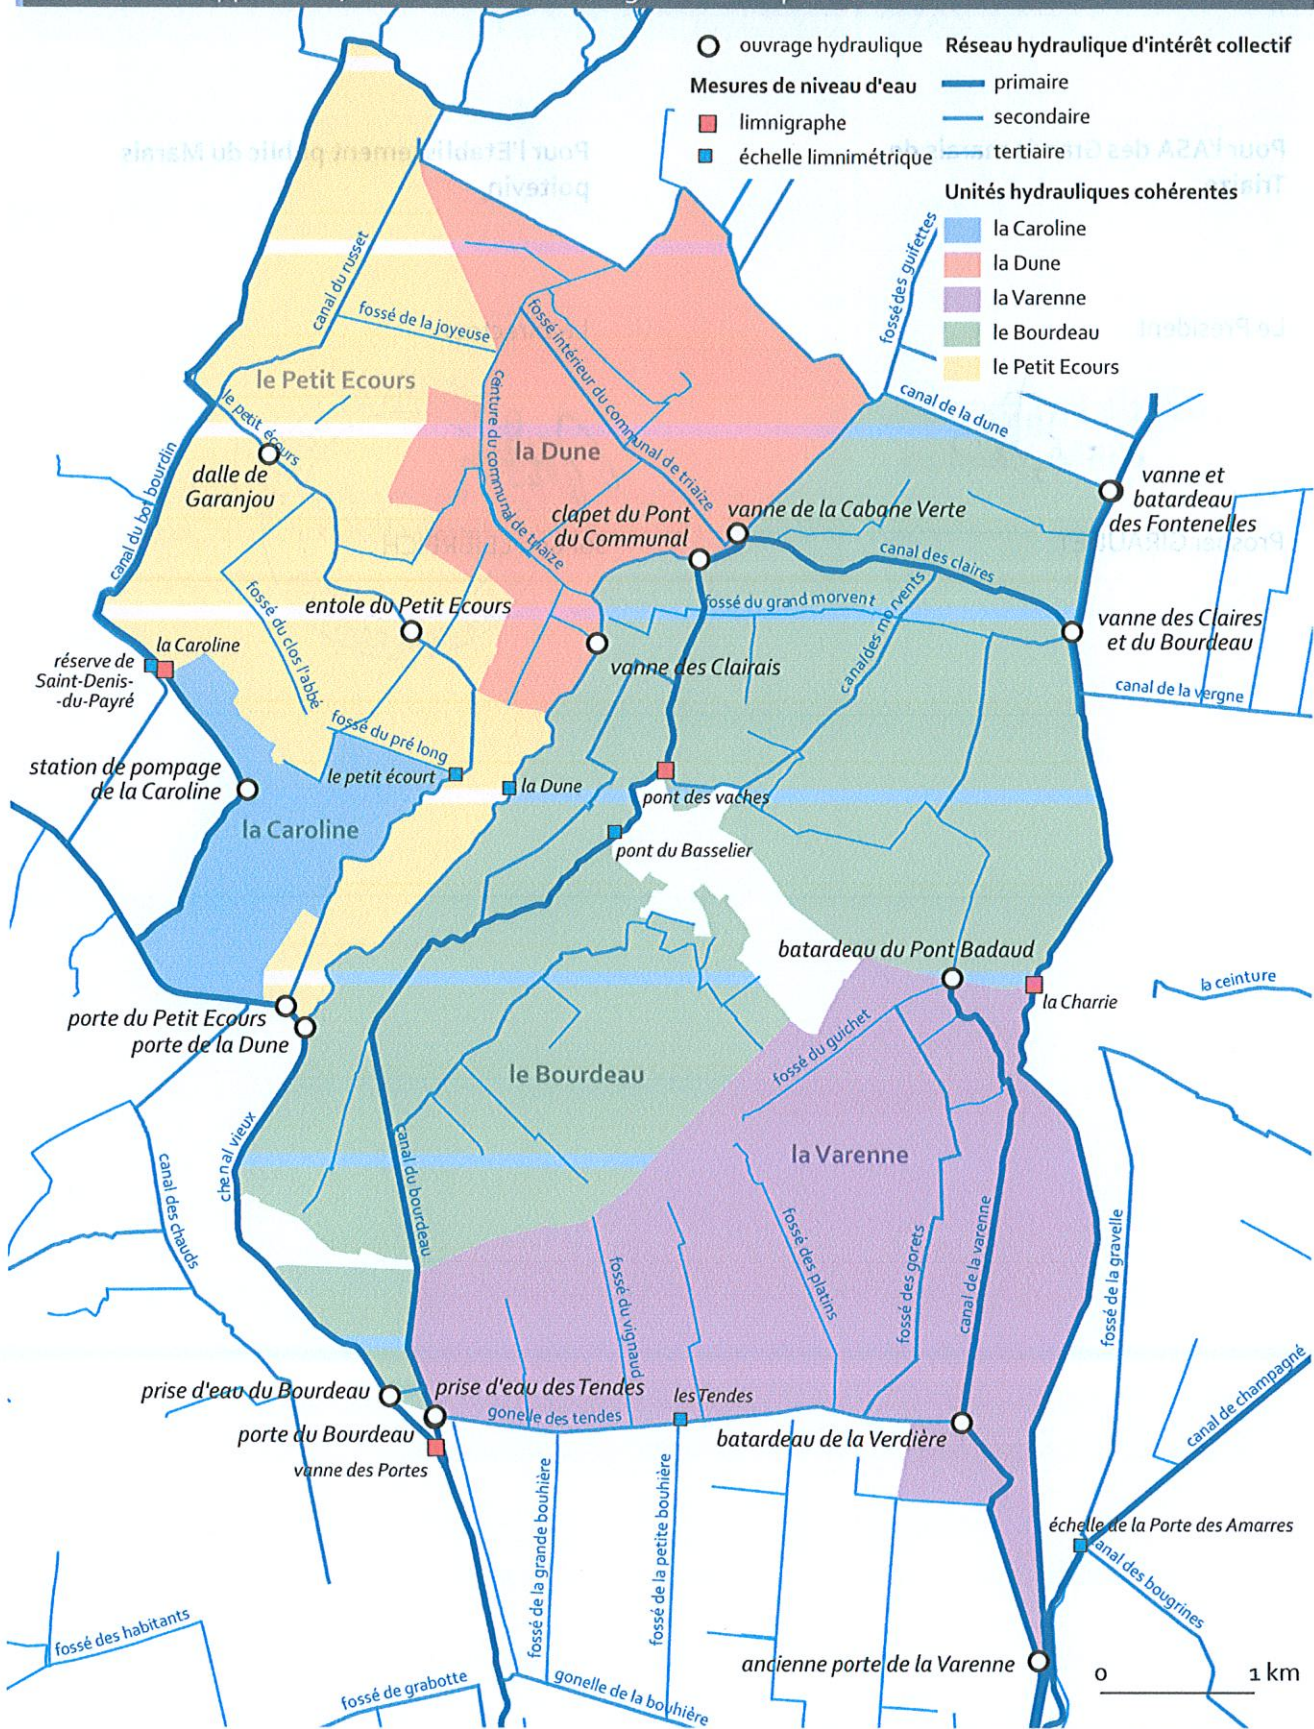 ouvrage hydraulique
Mesures de niveau d'eau
limnigraphe
échelle limnimétrique
Réseau hydraulique d'intérêt collectif
primaire
secondaire
tertiaire
Unités hydrauliques cohérentes
la Caroline
la Dune
la Varenne
le Bourdeau
le Petit Ecours
fossé des guifettes
canal du russet
fossé de la joyeuse
fossé intérieur du communal de triaize
ceinture du communal de triaize
le Petit Ecours
le petit écours
la Dune
canal de la dune
dalle de
Garanjou
canal du bot bourdin
clapet du Pont
du Communal
vanne de la Cabane Verte
vanne et
batardeau
des Fontenelles
canal des claires
fossé du grand morvent
canal des morvents
entole du Petit Ecours
fossé du clos l'abbé
vanne des Clairais
vanne des Claires
et du Bourdeau
canal de la vergne
la Caroline
réserve de
Saint-Denis-
-du-Payré
fossé du pré long
station de pompage
de la Caroline
le petit écourt
la Dune
pont des vaches
la Caroline
pont du Basselier
batardeau du Pont Badaud
la Charrie
la ceinture
porte du Petit Ecours
porte de la Dune
fossé du guichet
le Bourdeau
la Varenne
chenal vieux
canal des chauds
canal du bourdeau
fossé du vignaud
fossé des platins
fossé des gorets
canal de la varenne
fossé de la gravelle
canal de champagné
prise d'eau du Bourdeau
prise d'eau des Tendes
les Tendes
gonelle des tendes
porte du Bourdeau
vanne des Portes
batardeau de la Verdière
fossé de la grande bouhière
fossé de la petite bouhière
échelle de la Porte des Amarres
canal des bougrines
fossé des habitants
fossé de grabotte
gonelle de la bouhière
ancienne porte de la Varenne
0 1 km